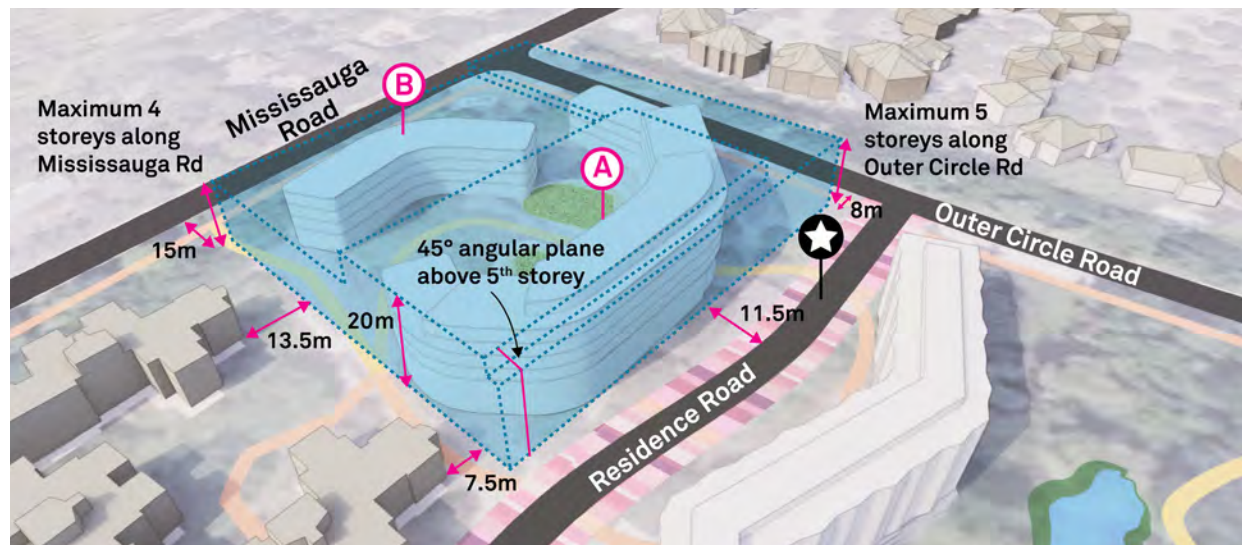 Mississauga
Road
B
Maximum 4
storeys along
Mississauga Rd
Maximum 5
storeys along
Outer Circle Rd
A
8m
Outer Circle Road
15m
45° angular plane
above 5th storey
20m
13.5m
11.5m
Residence Road
7.5m